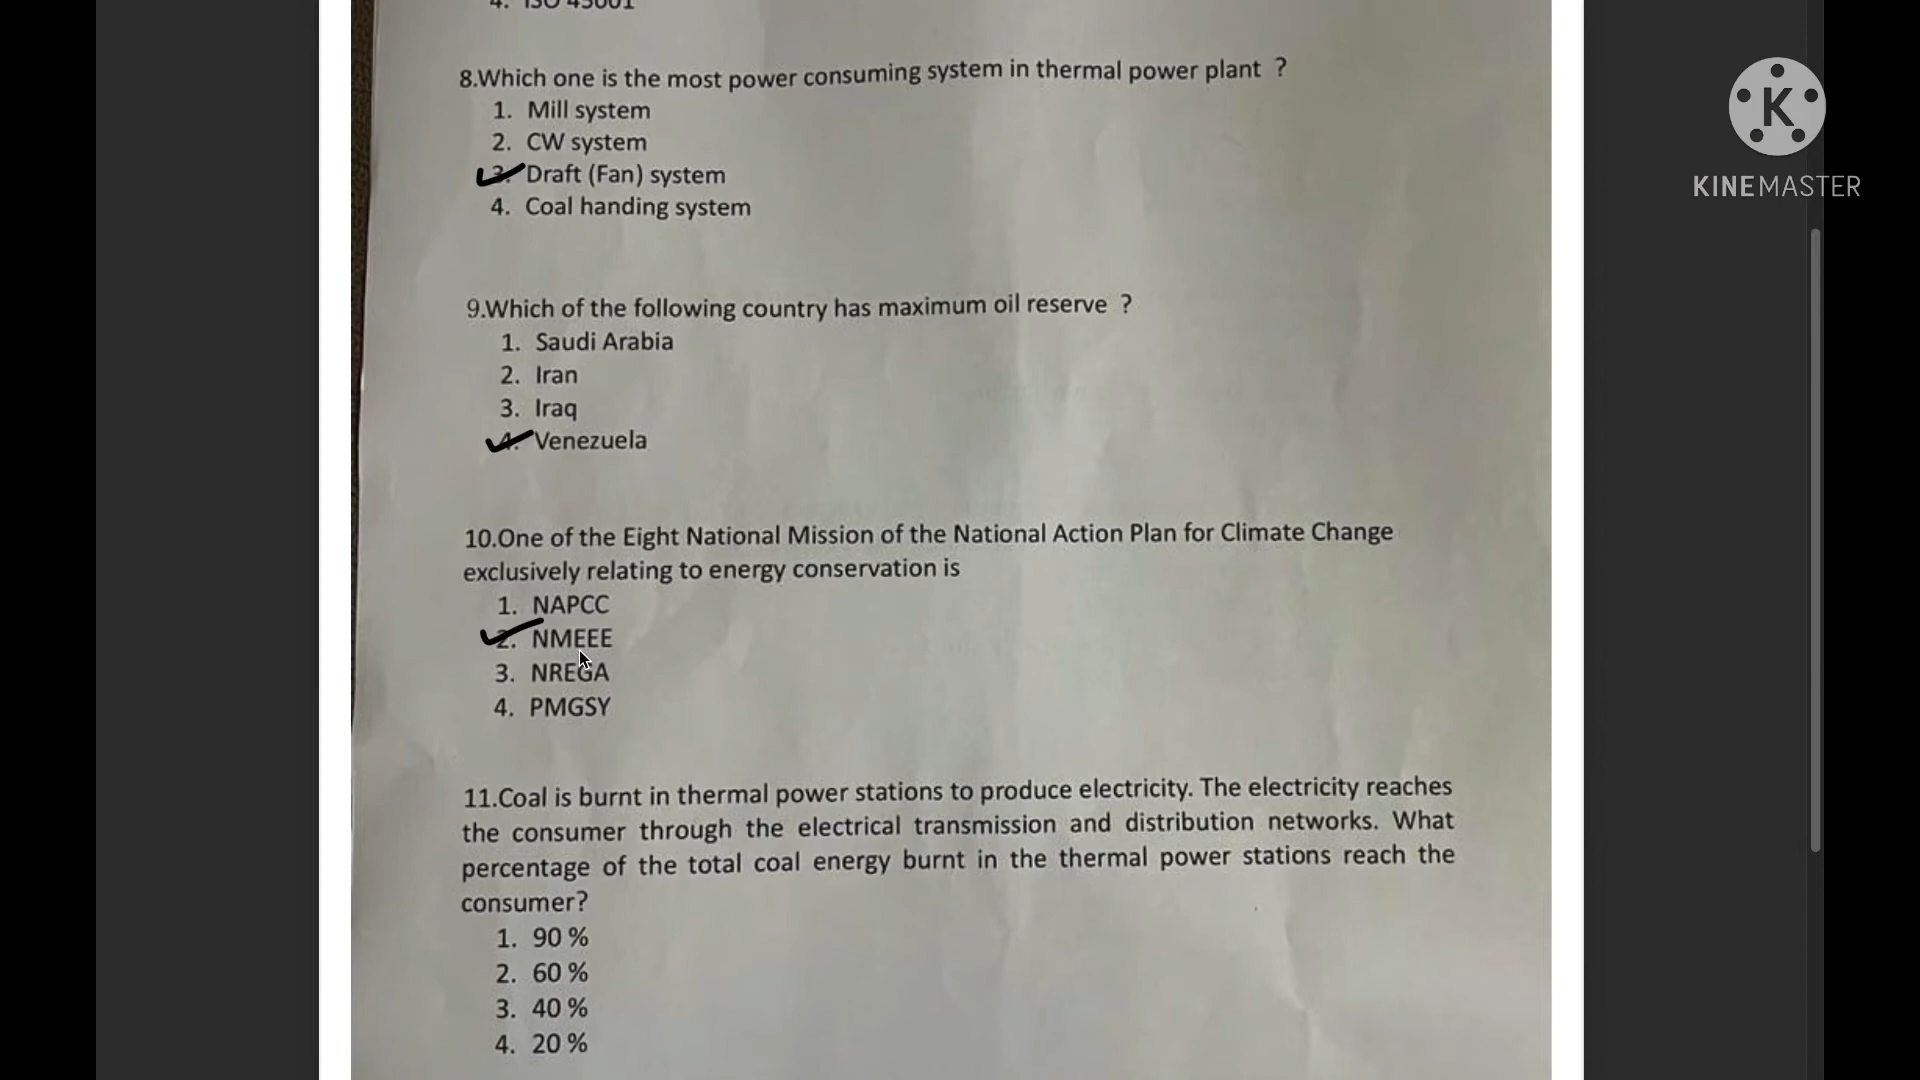 4. ISO 45001
8.Which one is the most power consuming system in thermal power plant ?
1. Mill system
2. CW system
3. Draft (Fan) system
4. Coal handing system
9.Which of the following country has maximum oil reserve ?
1. Saudi Arabia
2. Iran
3. Iraq
4. Venezuela
10.One of the Eight National Mission of the National Action Plan for Climate Change
exclusively relating to energy conservation is
1. NAPCC
2. NMEEE
3. NREGA
4. PMGSY
11.Coal is burnt in thermal power stations to produce electricity. The electricity reaches
the consumer through the electrical transmission and distribution networks. What
percentage of the total coal energy burnt in the thermal power stations reach the
consumer?
1. 90 %
2. 60 %
3. 40 %
4. 20 %
K
KINEMASTER